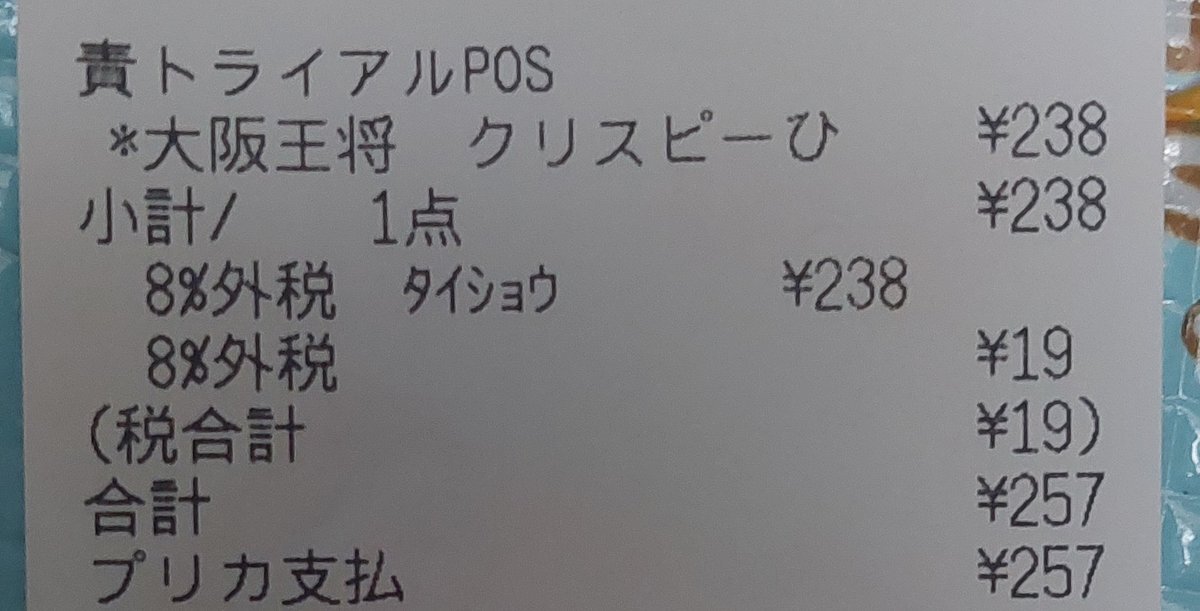 責トライアルPOS
*大阪王将 クリスピーひ ¥238
小計/ 1点 ¥238
8%外税 タイショウ ¥238
8%外税 ¥19
(税合計 ¥19)
合計 ¥257
プリカ支払 ¥257